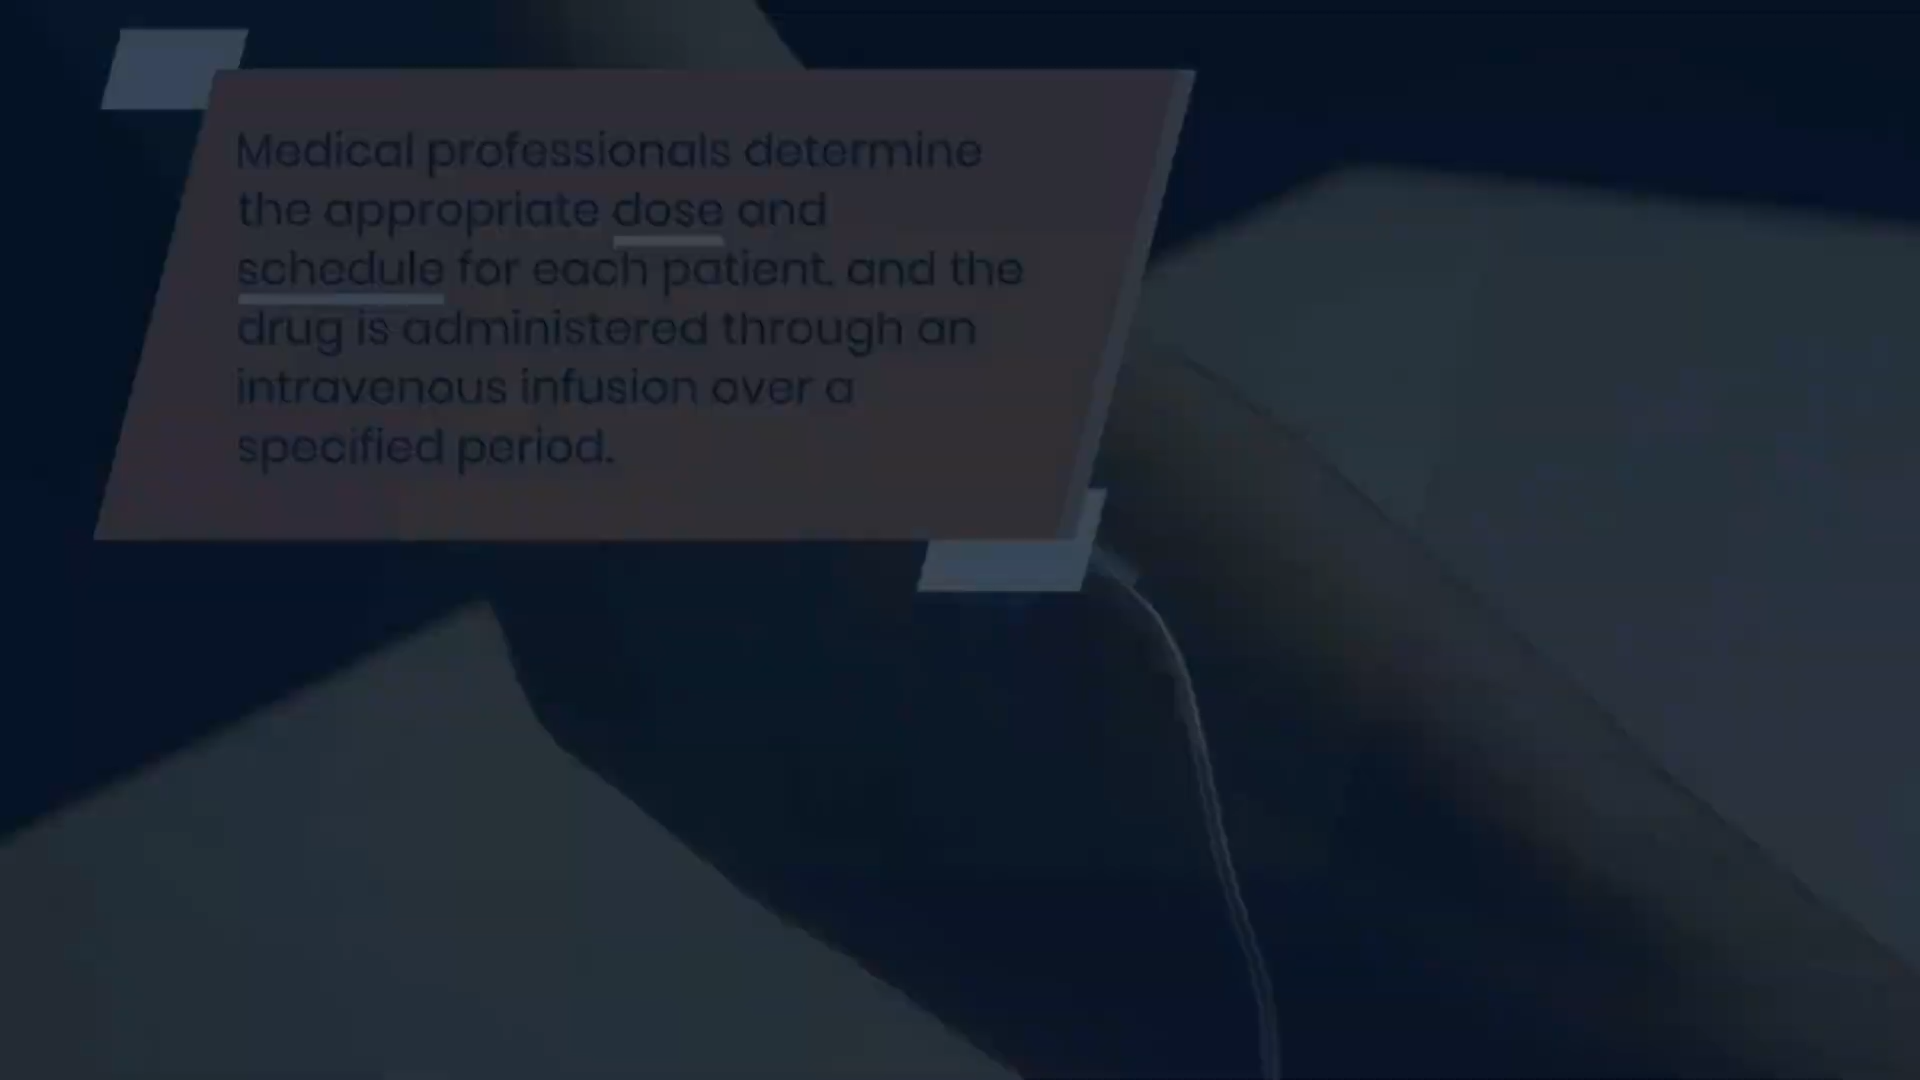 Medical professionals determine
the appropriate dose and
schedule for each patient, and the
drug is administered through an
intravenous infusion over a
specified period.